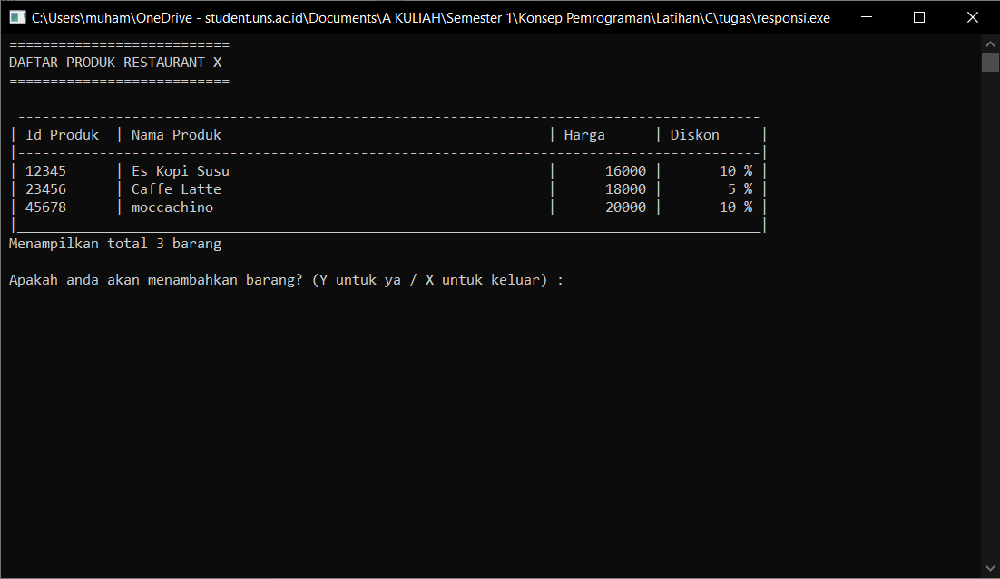 C:\Users\muham\OneDrive - student.uns.ac.id\Documents\A KULIAH\Semester 1\Konsep Pemrograman\Latihan\C\tugas\responsi.exe
===========================
DAFTAR PRODUK RESTAURANT X
===========================
-------------------------------------------------------------------------------------------
| Id Produk | Nama Produk | Harga | Diskon |
|-------------------------------------------------------------------------------------------|
| 12345 | Es Kopi Susu | 16000 | 10 % |
| 23456 | Caffe Latte | 18000 | 5 % |
| 45678 | moccachino | 20000 | 10 % |
|___________________________________________________________________________________________|
Menampilkan total 3 barang
Apakah anda akan menambahkan barang? (Y untuk ya / X untuk keluar) :